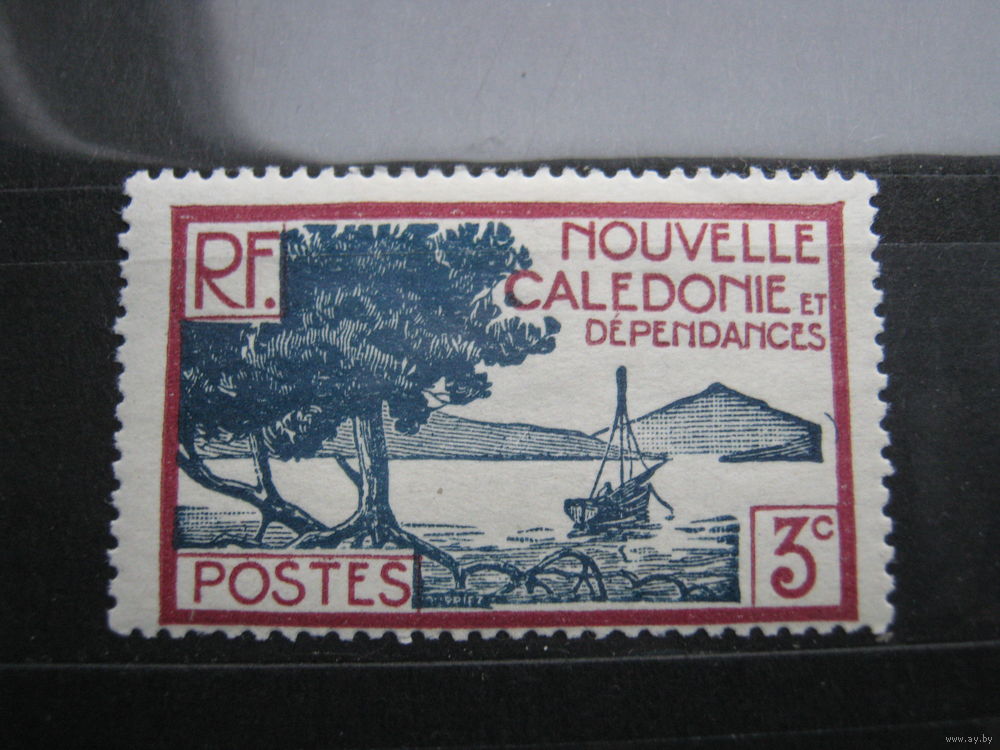 RF.
NOUVELLE
CALEDONIE ET
DÉPENDANCES
POSTES
3c
www.ay.by